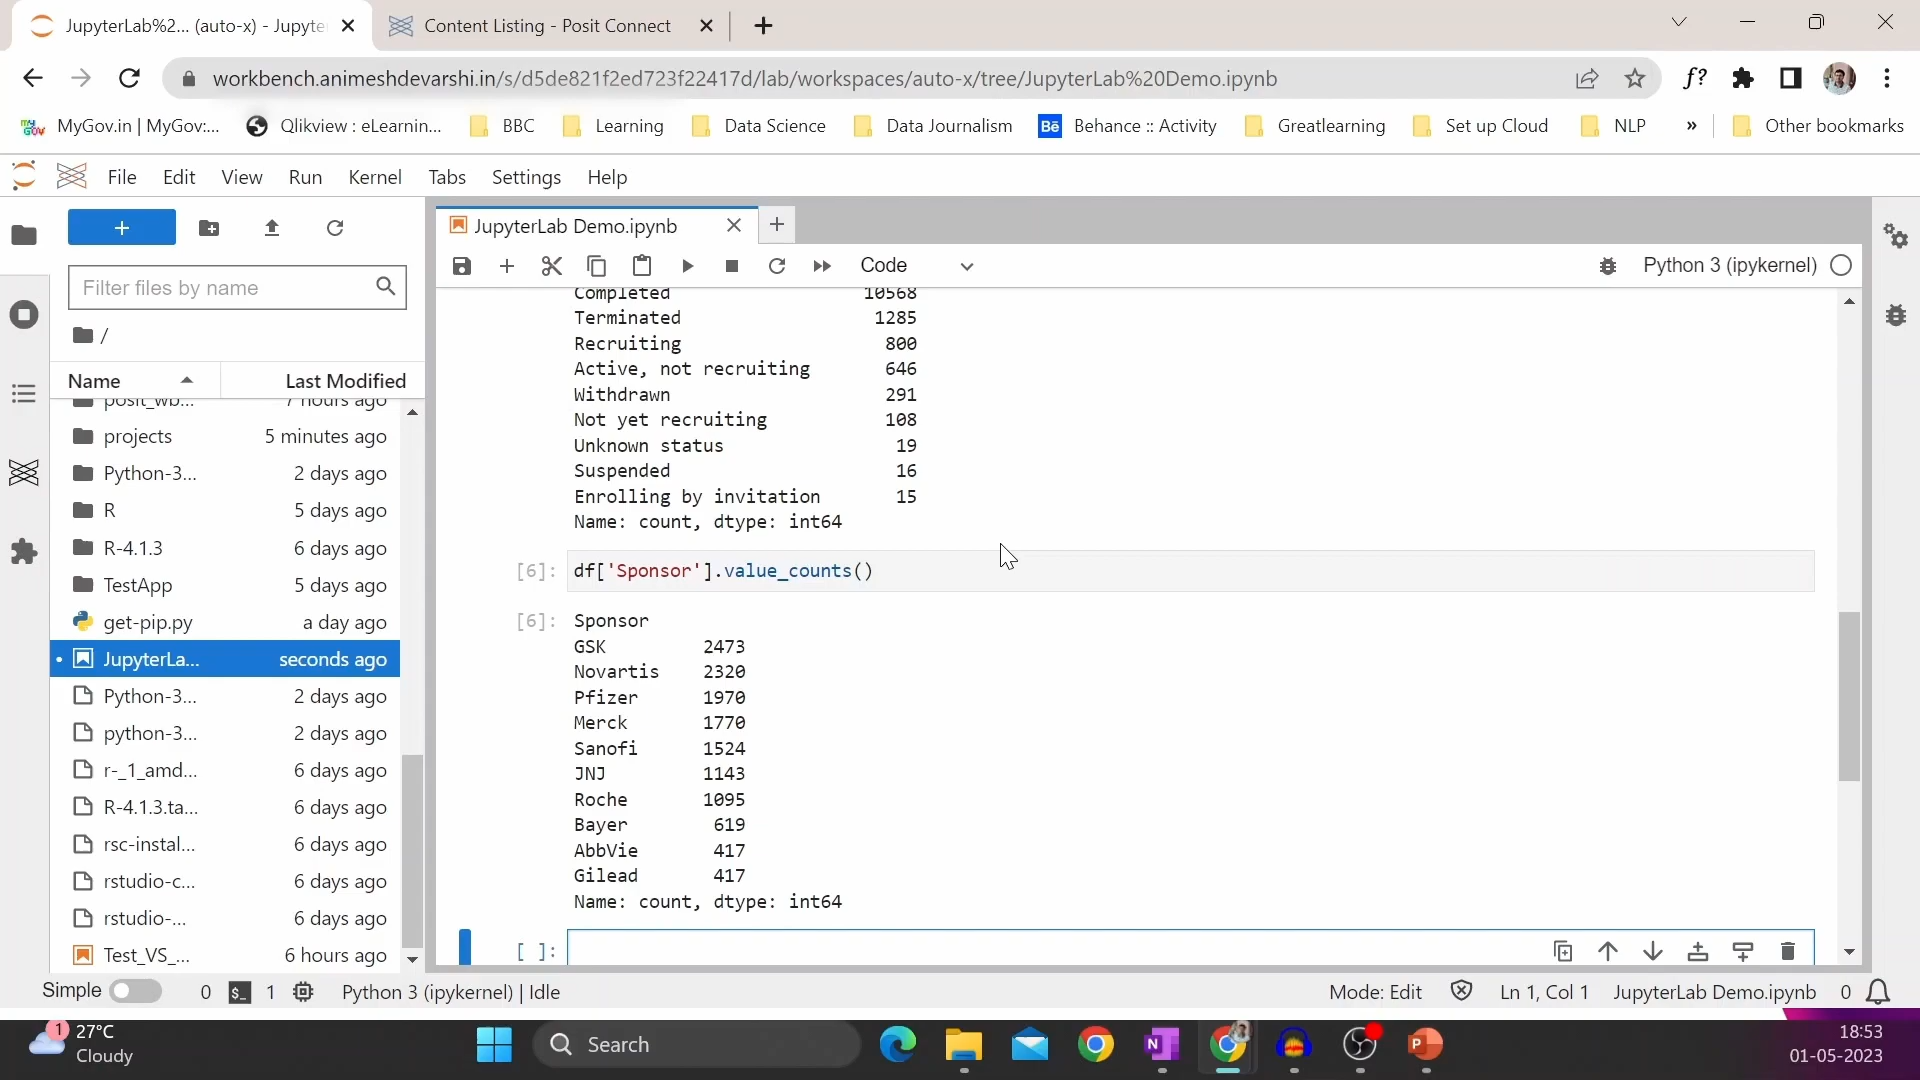 JupyterLab%2... (auto-x) - Jupyte
Content Listing - Posit Connect
workbench.animeshdevarshi.in/s/d5de821f2ed723f22417d/lab/workspaces/auto-x/tree/JupyterLab%20Demo.ipynb
f?
MyGov.in | MyGov:...
Qlikview : eLearnin...
BBC
Learning
Data Science
Data Journalism
Bē
Behance :: Activity
Greatlearning
Set up Cloud
NLP
»
Other bookmarks
File
Edit
View
Run
Kernel
Tabs
Settings
Help
JupyterLab Demo.ipynb
Filter files by name
/
Code
Python 3 (ipykernel)
Name
Last Modified
posit_wb... 7 hours ago
projects 5 minutes ago
Python-3... 2 days ago
R 5 days ago
R-4.1.3 6 days ago
TestApp 5 days ago
get-pip.py a day ago
JupyterLa... seconds ago
Python-3... 2 days ago
python-3... 2 days ago
r-_1_amd... 6 days ago
R-4.1.3.ta... 6 days ago
rsc-instal... 6 days ago
rstudio-c... 6 days ago
rstudio-... 6 days ago
Test_VS_... 6 hours ago
Completed 10568
Terminated 1285
Recruiting 800
Active, not recruiting 646
Withdrawn 291
Not yet recruiting 108
Unknown status 19
Suspended 16
Enrolling by invitation 15
Name: count, dtype: int64
[6]: df['Sponsor'].value_counts()
[6]: Sponsor
GSK 2473
Novartis 2320
Pfizer 1970
Merck 1770
Sanofi 1524
JNJ 1143
Roche 1095
Bayer 619
AbbVie 417
Gilead 417
Name: count, dtype: int64
[ ]:
Simple
0
$_
1
Python 3 (ipykernel) | Idle
Mode: Edit
Ln 1, Col 1
JupyterLab Demo.ipynb
0
1
27°C
Cloudy
Search
N
P
18:53
01-05-2023